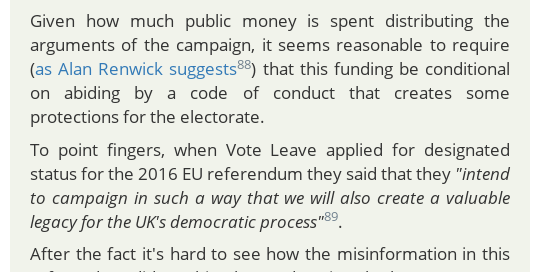 Given how much public money is spent distributing the
arguments of the campaign, it seems reasonable to require
(as Alan Renwick suggests88) that this funding be conditional
on abiding by a code of conduct that creates some
protections for the electorate.
To point fingers, when Vote Leave applied for designated
status for the 2016 EU referendum they said that they "intend
to campaign in such a way that we will also create a valuable
legacy for the UK's democratic process"89.
After the fact it's hard to see how the misinformation in this